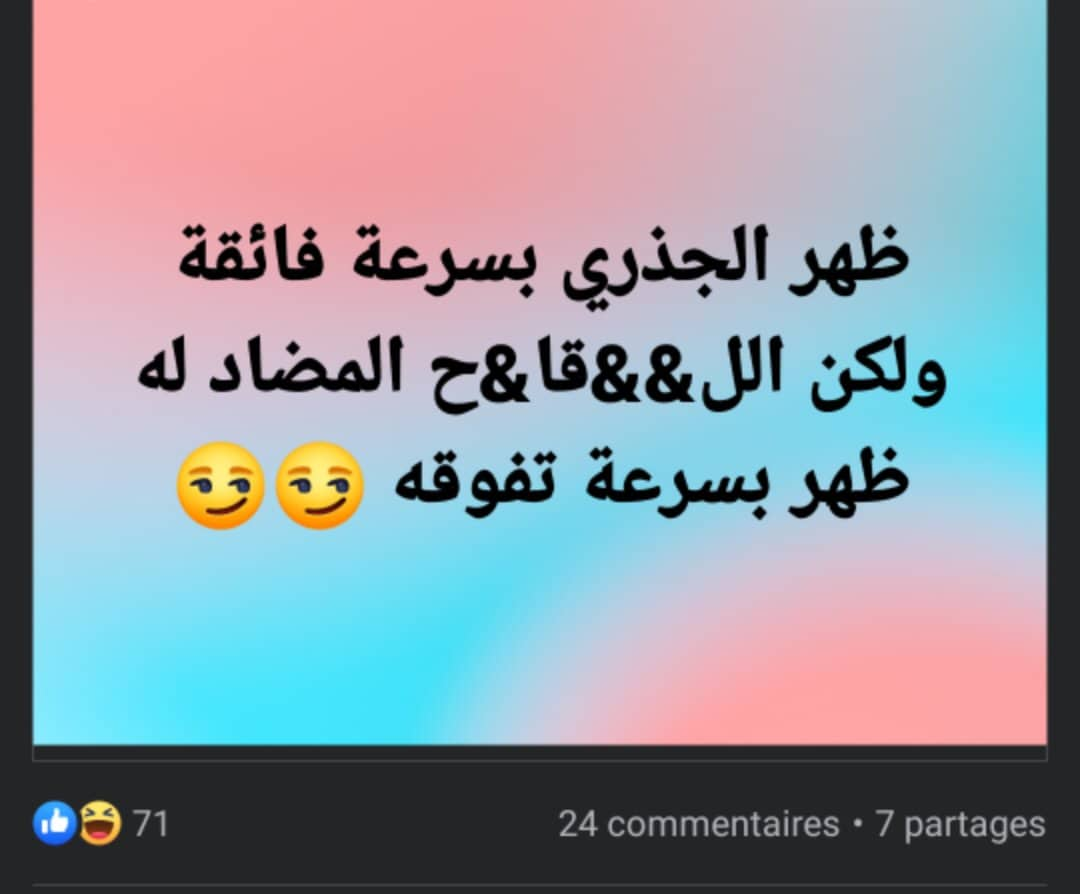 ظهر الجذري بسرعة فائقة
ولكن الل&&قا&ح المضاد له
ظهر بسرعة تفوقه 😏😏
71
24 commentaires • 7 partages